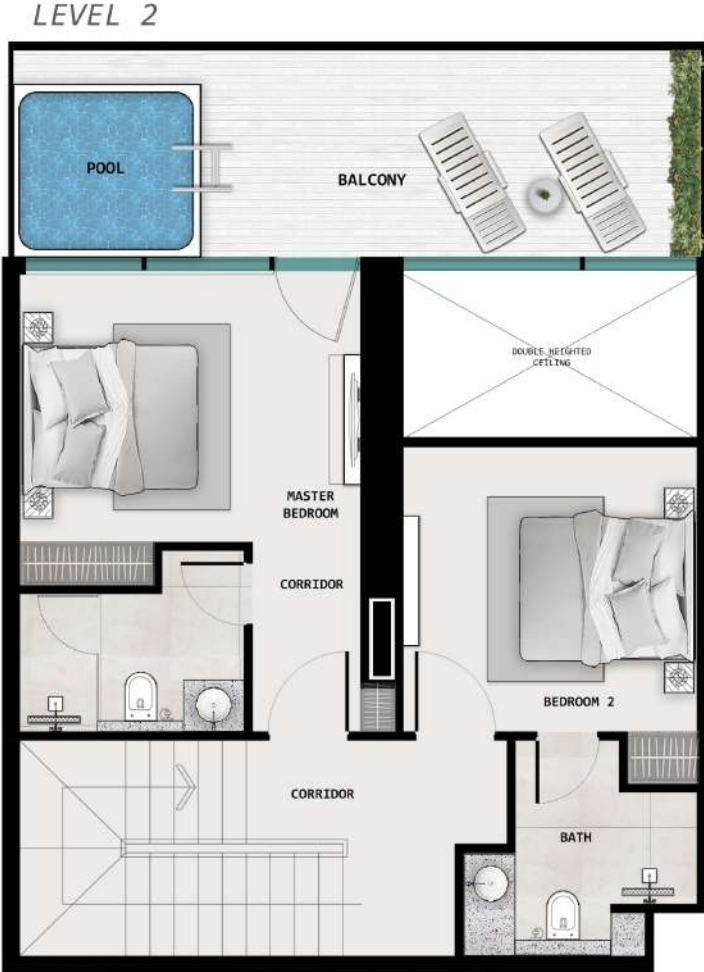 LEVEL 2
POOL
BALCONY
DOUBLE HEIGHTED
CEILING
MASTER
BEDROOM
CORRIDOR
BEDROOM 2
CORRIDOR
BATH